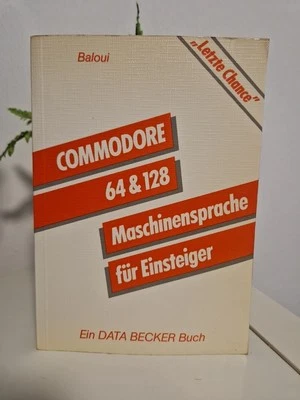 Baloui
„Letzte Chance“
COMMODORE
64 & 128
Maschinensprache
für Einsteiger
Ein DATA BECKER Buch